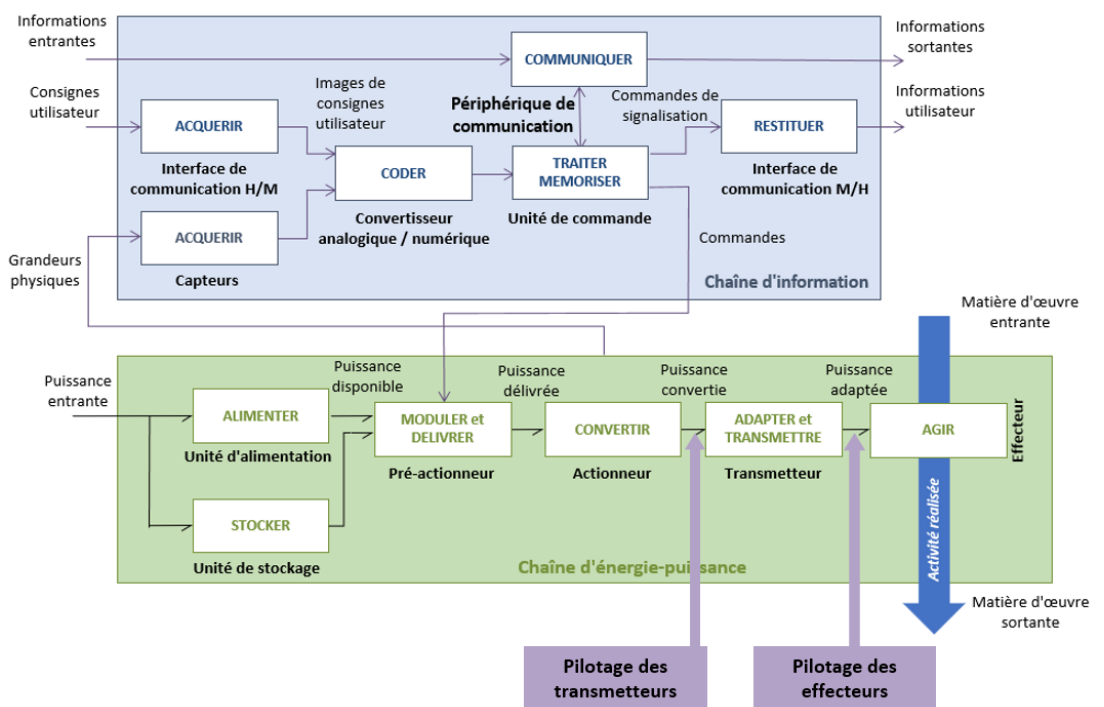 Informations
entrantes
COMMUNIQUER
Informations
sortantes
Consignes
utilisateur
Images de
consignes
utilisateur
Périphérique de
communication
Commandes de
signalisation
Informations
utilisateur
ACQUERIR
Interface de
communication H/M
CODER
Convertisseur
analogique / numérique
TRAITER
MEMORISER
Unité de commande
RESTITUER
Interface de
communication M/H
Grandeurs
physiques
ACQUERIR
Capteurs
Commandes
Chaîne d'information
Matière d'œuvre
entrante
Puissance
entrante
Puissance
disponible
Puissance
délivrée
Puissance
convertie
Puissance
adaptée
ALIMENTER
Unité d'alimentation
MODULER et
DELIVRER
Pré-actionneur
CONVERTIR
Actionneur
ADAPTER et
TRANSMETTRE
Transmetteur
AGIR
Effecteur
STOCKER
Unité de stockage
Activité réalisée
Chaîne d'énergie-puissance
Matière d'œuvre
sortante
Pilotage des
transmetteurs
Pilotage des
effecteurs